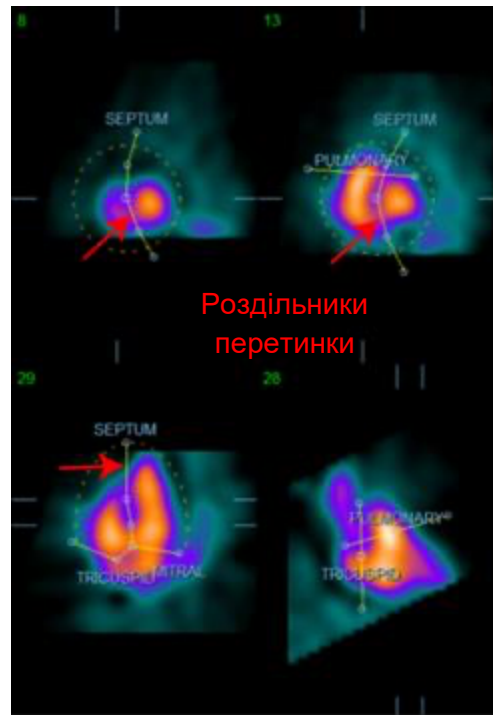 8
13
SEPTUM
SEPTUM
PULMONARY
Роздільники
перетинки
29
28
SEPTUM
PULMONARY
TRICUSPID
MITRAL
TRICUSPID